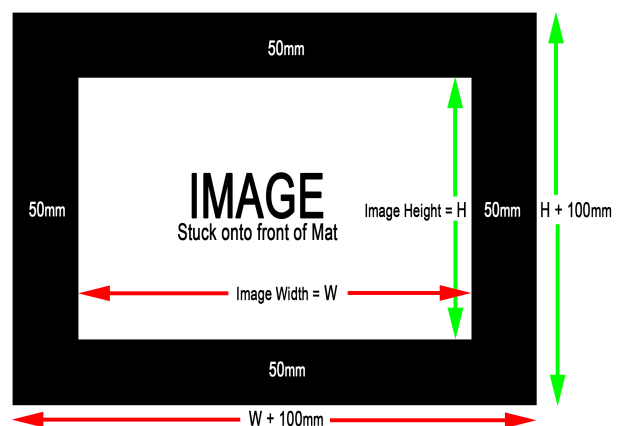 50mm
IMAGE
Stuck onto front of Mat
50mm
Image Height = H
50mm
H + 100mm
Image Width = W
50mm
W + 100mm